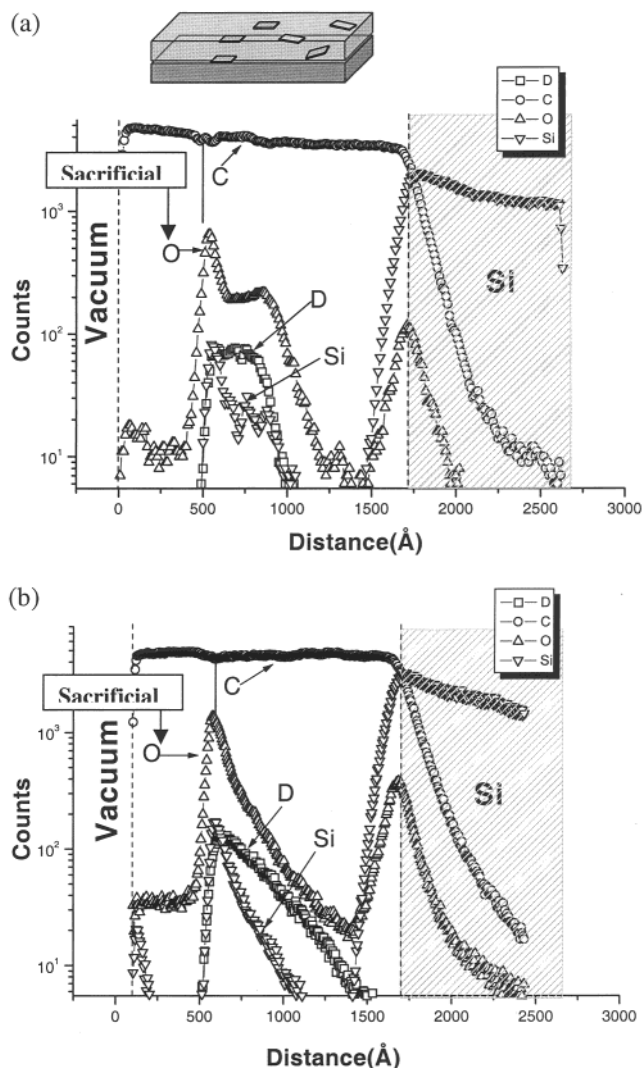 (a)
D
C
O
Si
Sacrificial
C
O
D
Si
Vacuum
Si
Counts
10³
10²
10¹
0
500
1000
1500
2000
2500
3000
Distance(Å)
(b)
D
C
O
Si
Sacrificial
C
O
D
Si
Vacuum
Si
Counts
10³
10²
10¹
0
500
1000
1500
2000
2500
3000
Distance(Å)